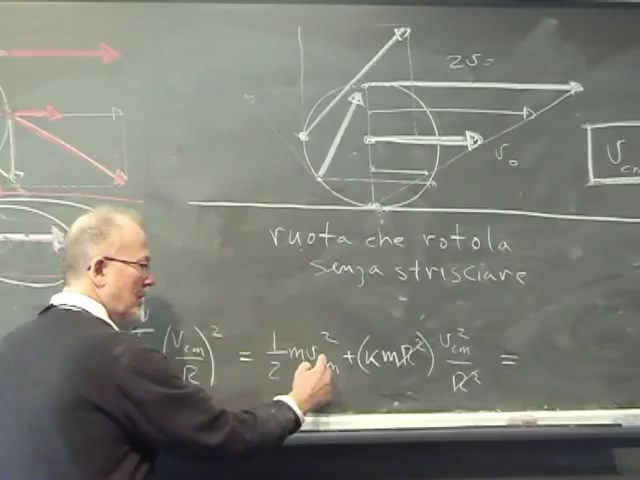 2v₀
v₀
v_cm
ruota che rotola
senza strisciare
(v_cm/R)² = 1/2 m v_cm² + (K m R²) v_cm²/R² =